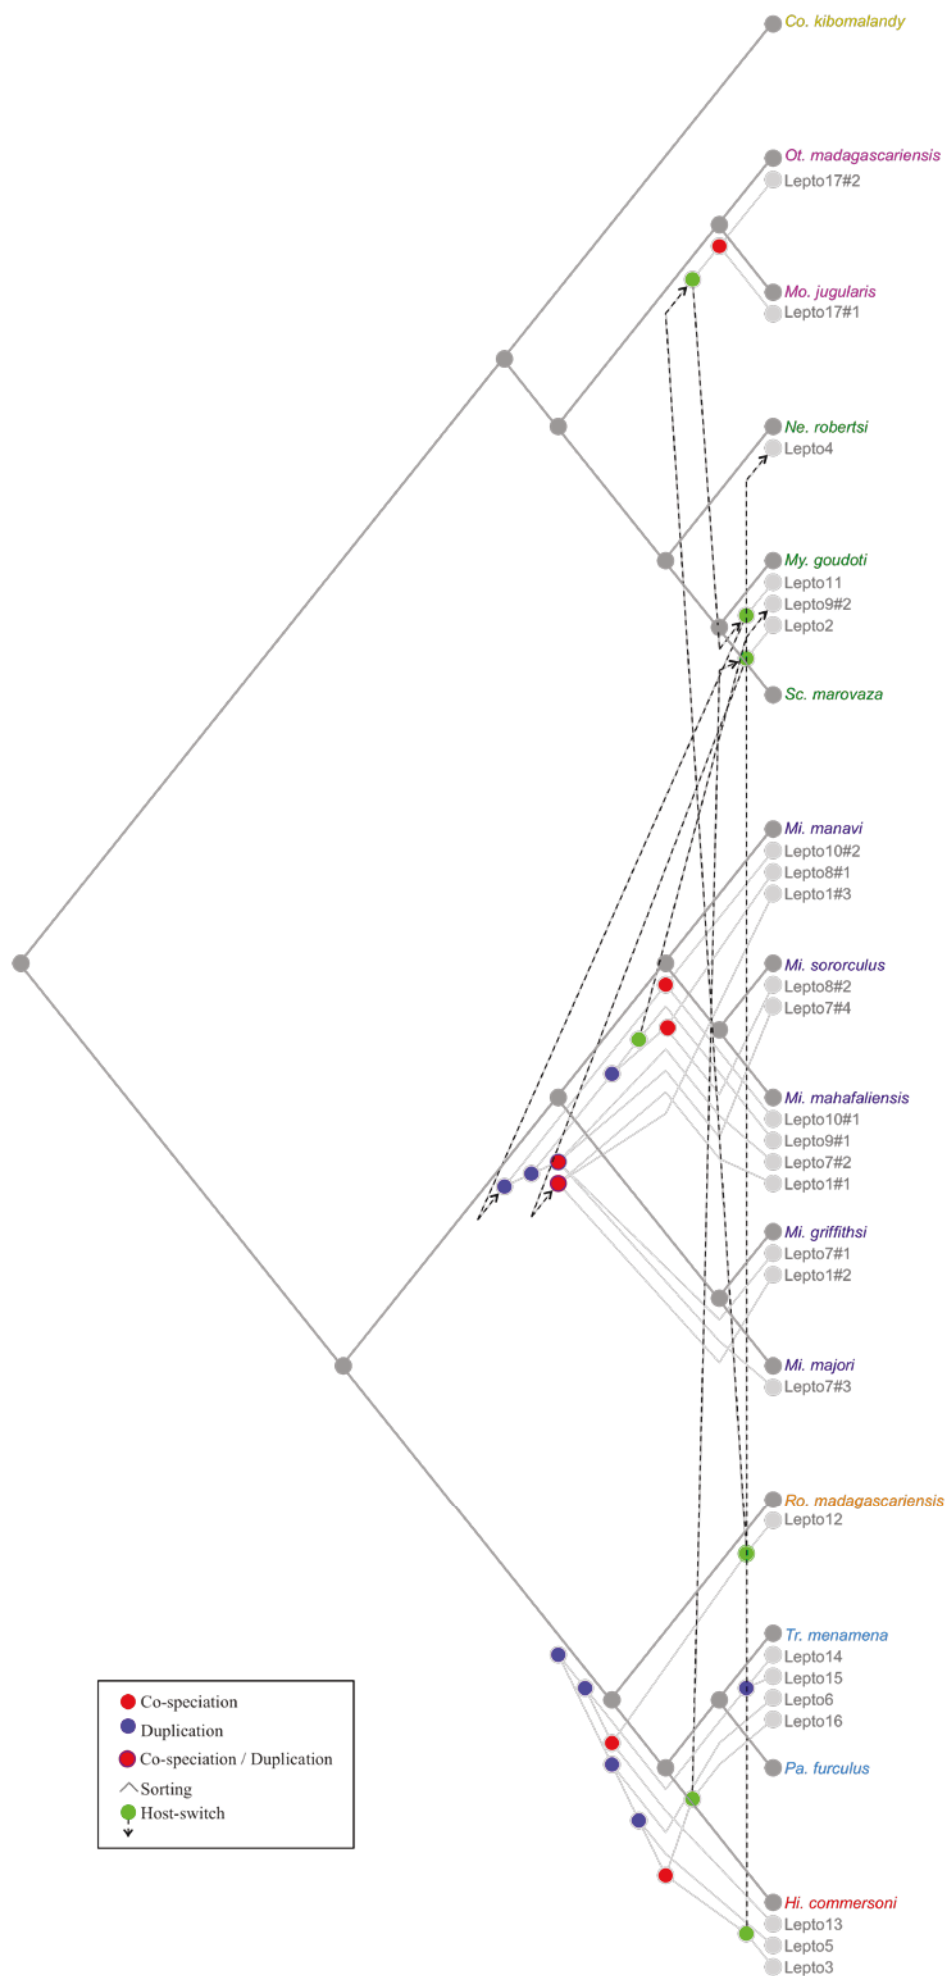 Co. kibomalandy
Ot. madagascariensis
Lepto17#2
Mo. jugularis
Lepto17#1
Ne. robertsi
Lepto4
My. goudoti
Lepto11
Lepto9#2
Lepto2
Sc. marovaza
Mi. manavi
Lepto10#2
Lepto8#1
Lepto1#3
Mi. sororculus
Lepto8#2
Lepto7#4
Mi. mahafaliensis
Lepto10#1
Lepto9#1
Lepto7#2
Lepto1#1
Mi. griffithsi
Lepto7#1
Lepto1#2
Mi. majori
Lepto7#3
Ro. madagascariensis
Lepto12
Tr. menamena
Lepto14
Lepto15
Lepto6
Lepto16
Pa. furculus
Hi. commersoni
Lepto13
Lepto5
Lepto3
Co-speciation
Duplication
Co-speciation / Duplication
Sorting
Host-switch